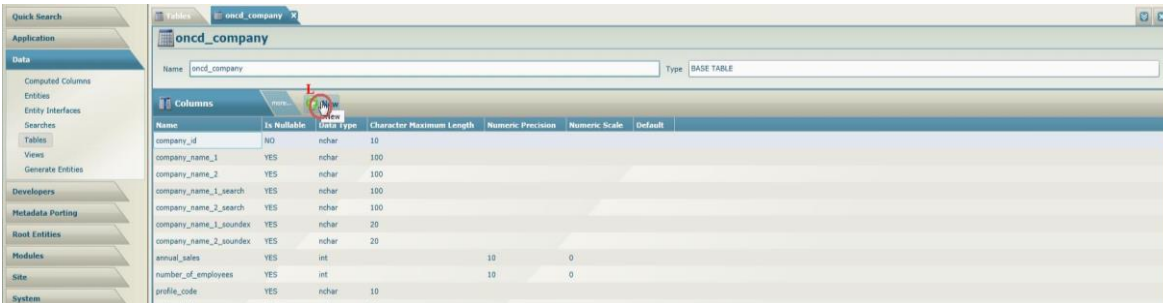 Quick Search
Application
Data
Computed Columns
Entities
Entity Interfaces
Searches
Tables
Views
Generate Entities
Developers
Metadata Porting
Root Entities
Modules
Site
System
Tables oncd_company X
oncd_company
Name oncd_company Type BASE TABLE
L
Columns more... New
New
Name Is Nullable Data Type Character Maximum Length Numeric Precision Numeric Scale Default
company_id NO nchar 10
company_name_1 YES nchar 100
company_name_2 YES nchar 100
company_name_1_search YES nchar 100
company_name_2_search YES nchar 100
company_name_1_soundex YES nchar 20
company_name_2_soundex YES nchar 20
annual_sales YES int 10 0
number_of_employees YES int 10 0
profile_code YES nchar 10